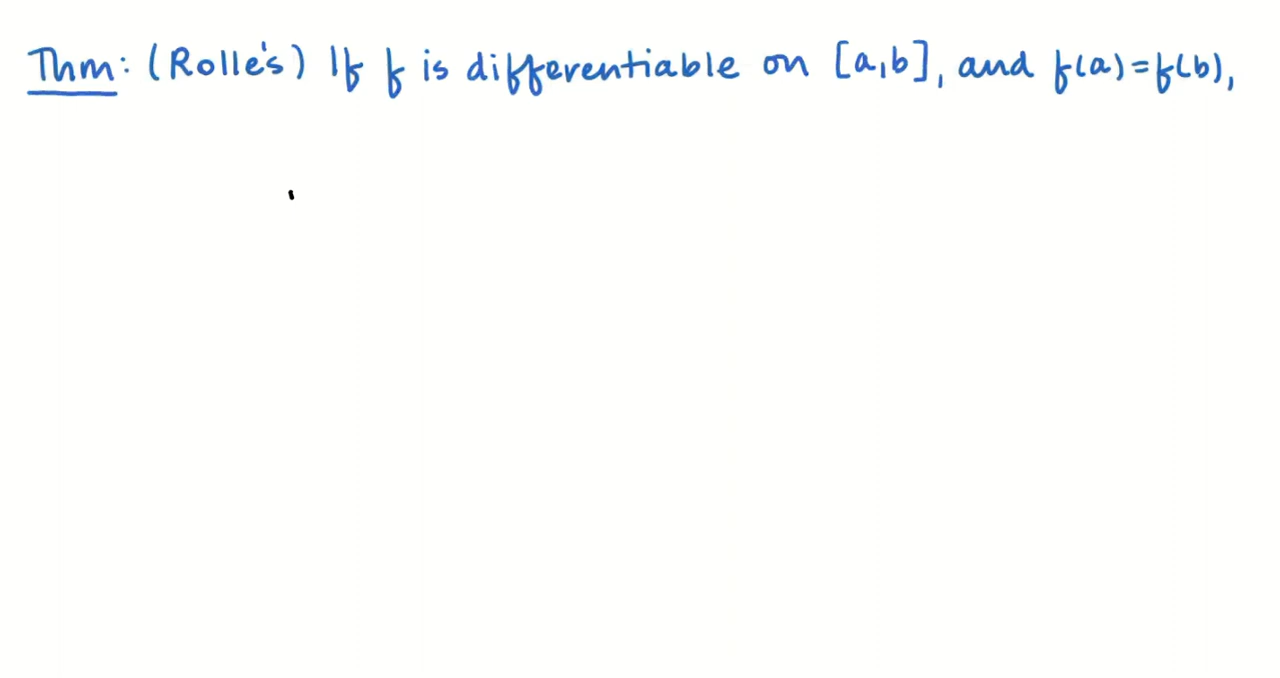 Thm: (Rolle's) If f is differentiable on [a,b], and f(a)=f(b),